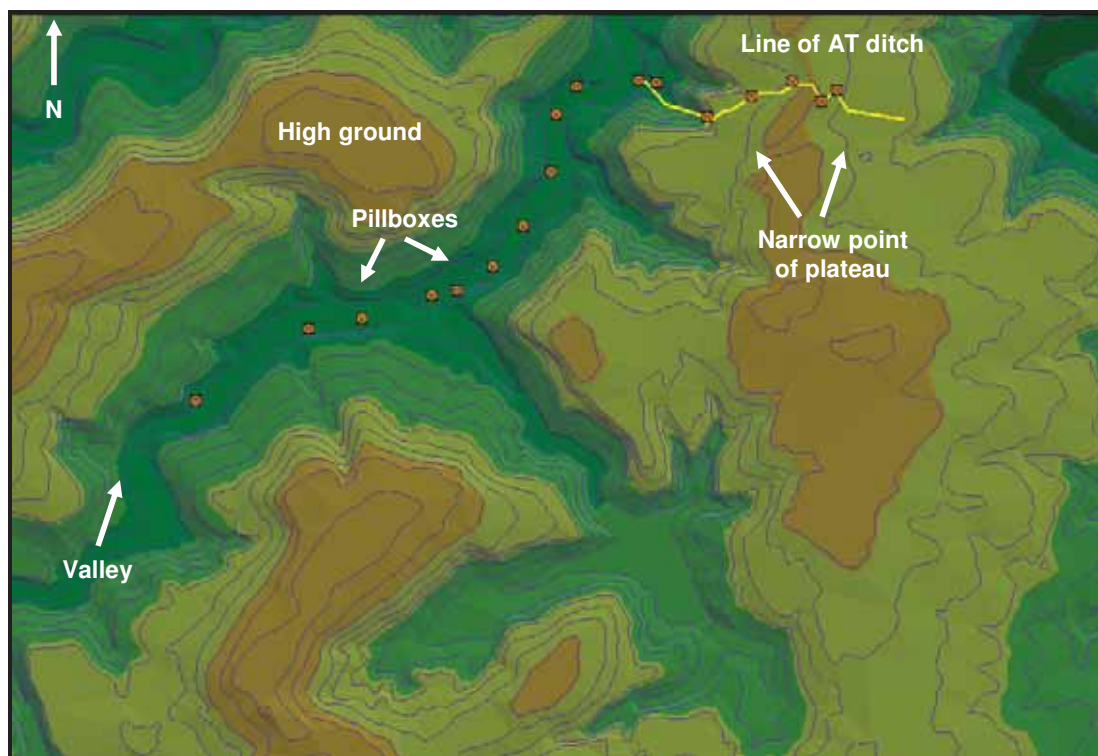 Line of AT ditch
N
High ground
Pillboxes
Narrow point
of plateau
Valley